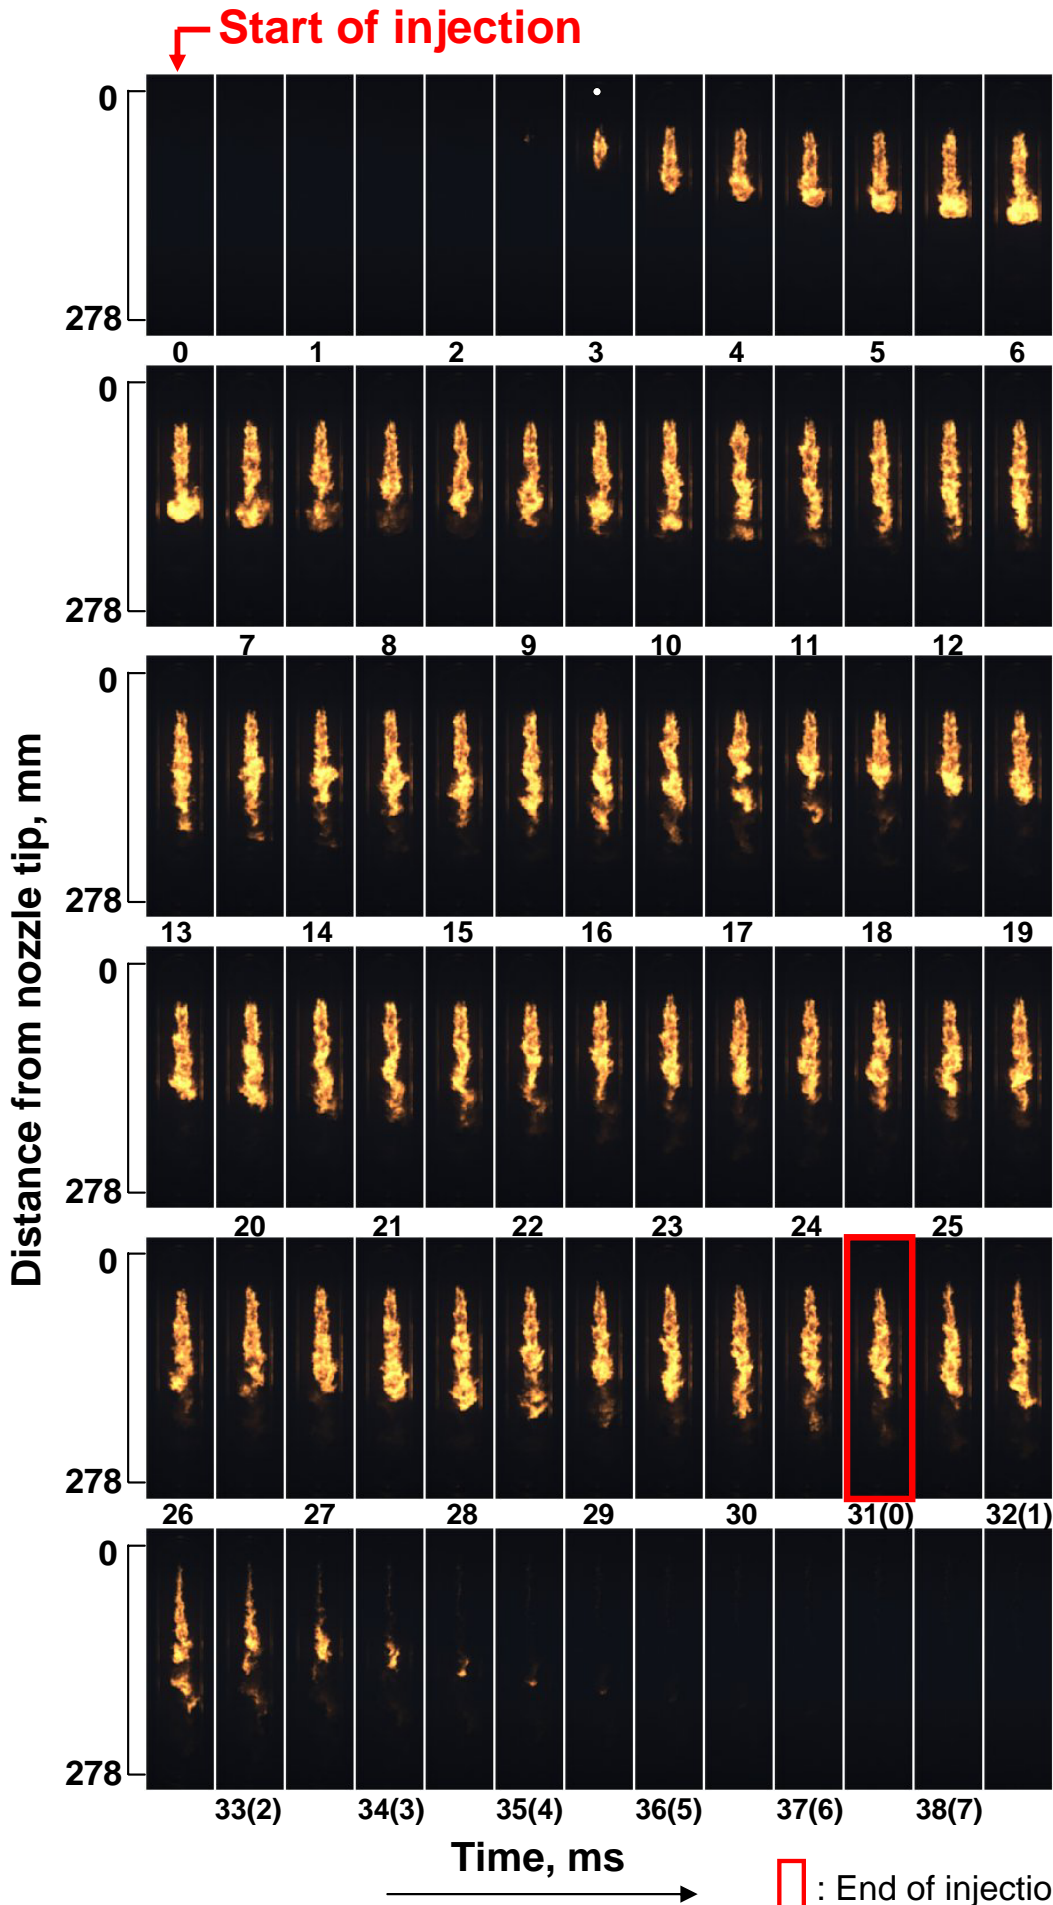 Start of injection
0
278
0 1 2 3 4 5 6
0
278
7 8 9 10 11 12
0
278
13 14 15 16 17 18 19
0
278
20 21 22 23 24 25
0
278
26 27 28 29 30 31(0) 32(1)
0
278
33(2) 34(3) 35(4) 36(5) 37(6) 38(7)
Distance from nozzle tip, mm
Time, ms
: End of injectio